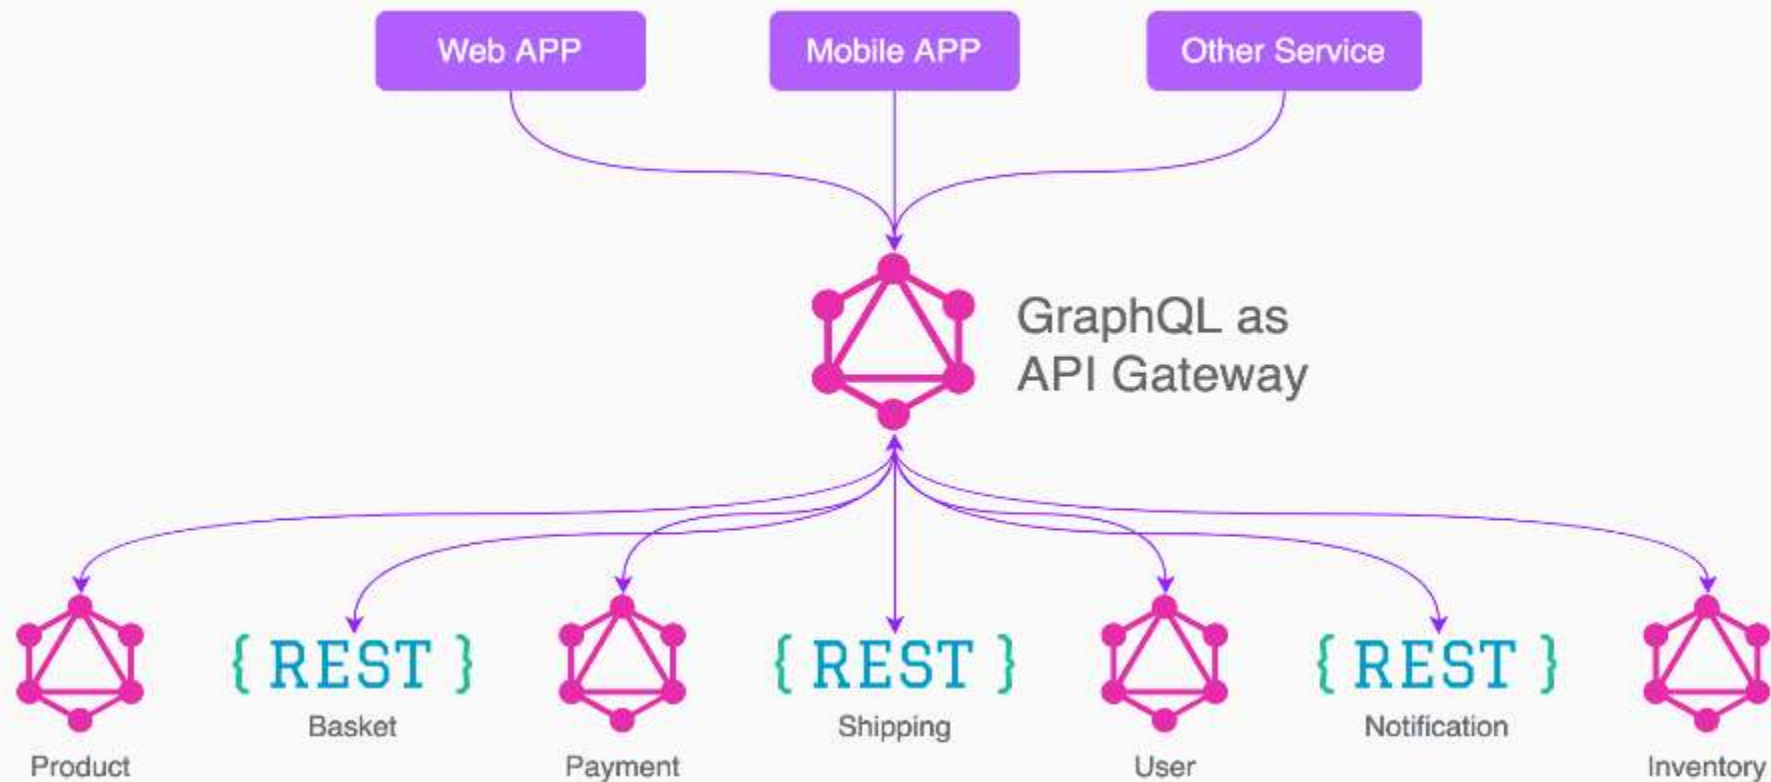 Web APP
Mobile APP
Other Service
GraphQL as
API Gateway
{ REST }
{ REST }
{ REST }
Basket
Shipping
Notification
Product
Payment
User
Inventory